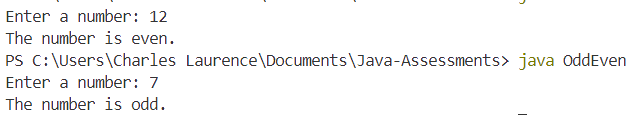 Enter a number: 12
The number is even.
PS C:\Users\Charles Laurence\Documents\Java-Assessments> java OddEven
Enter a number: 7
The number is odd.